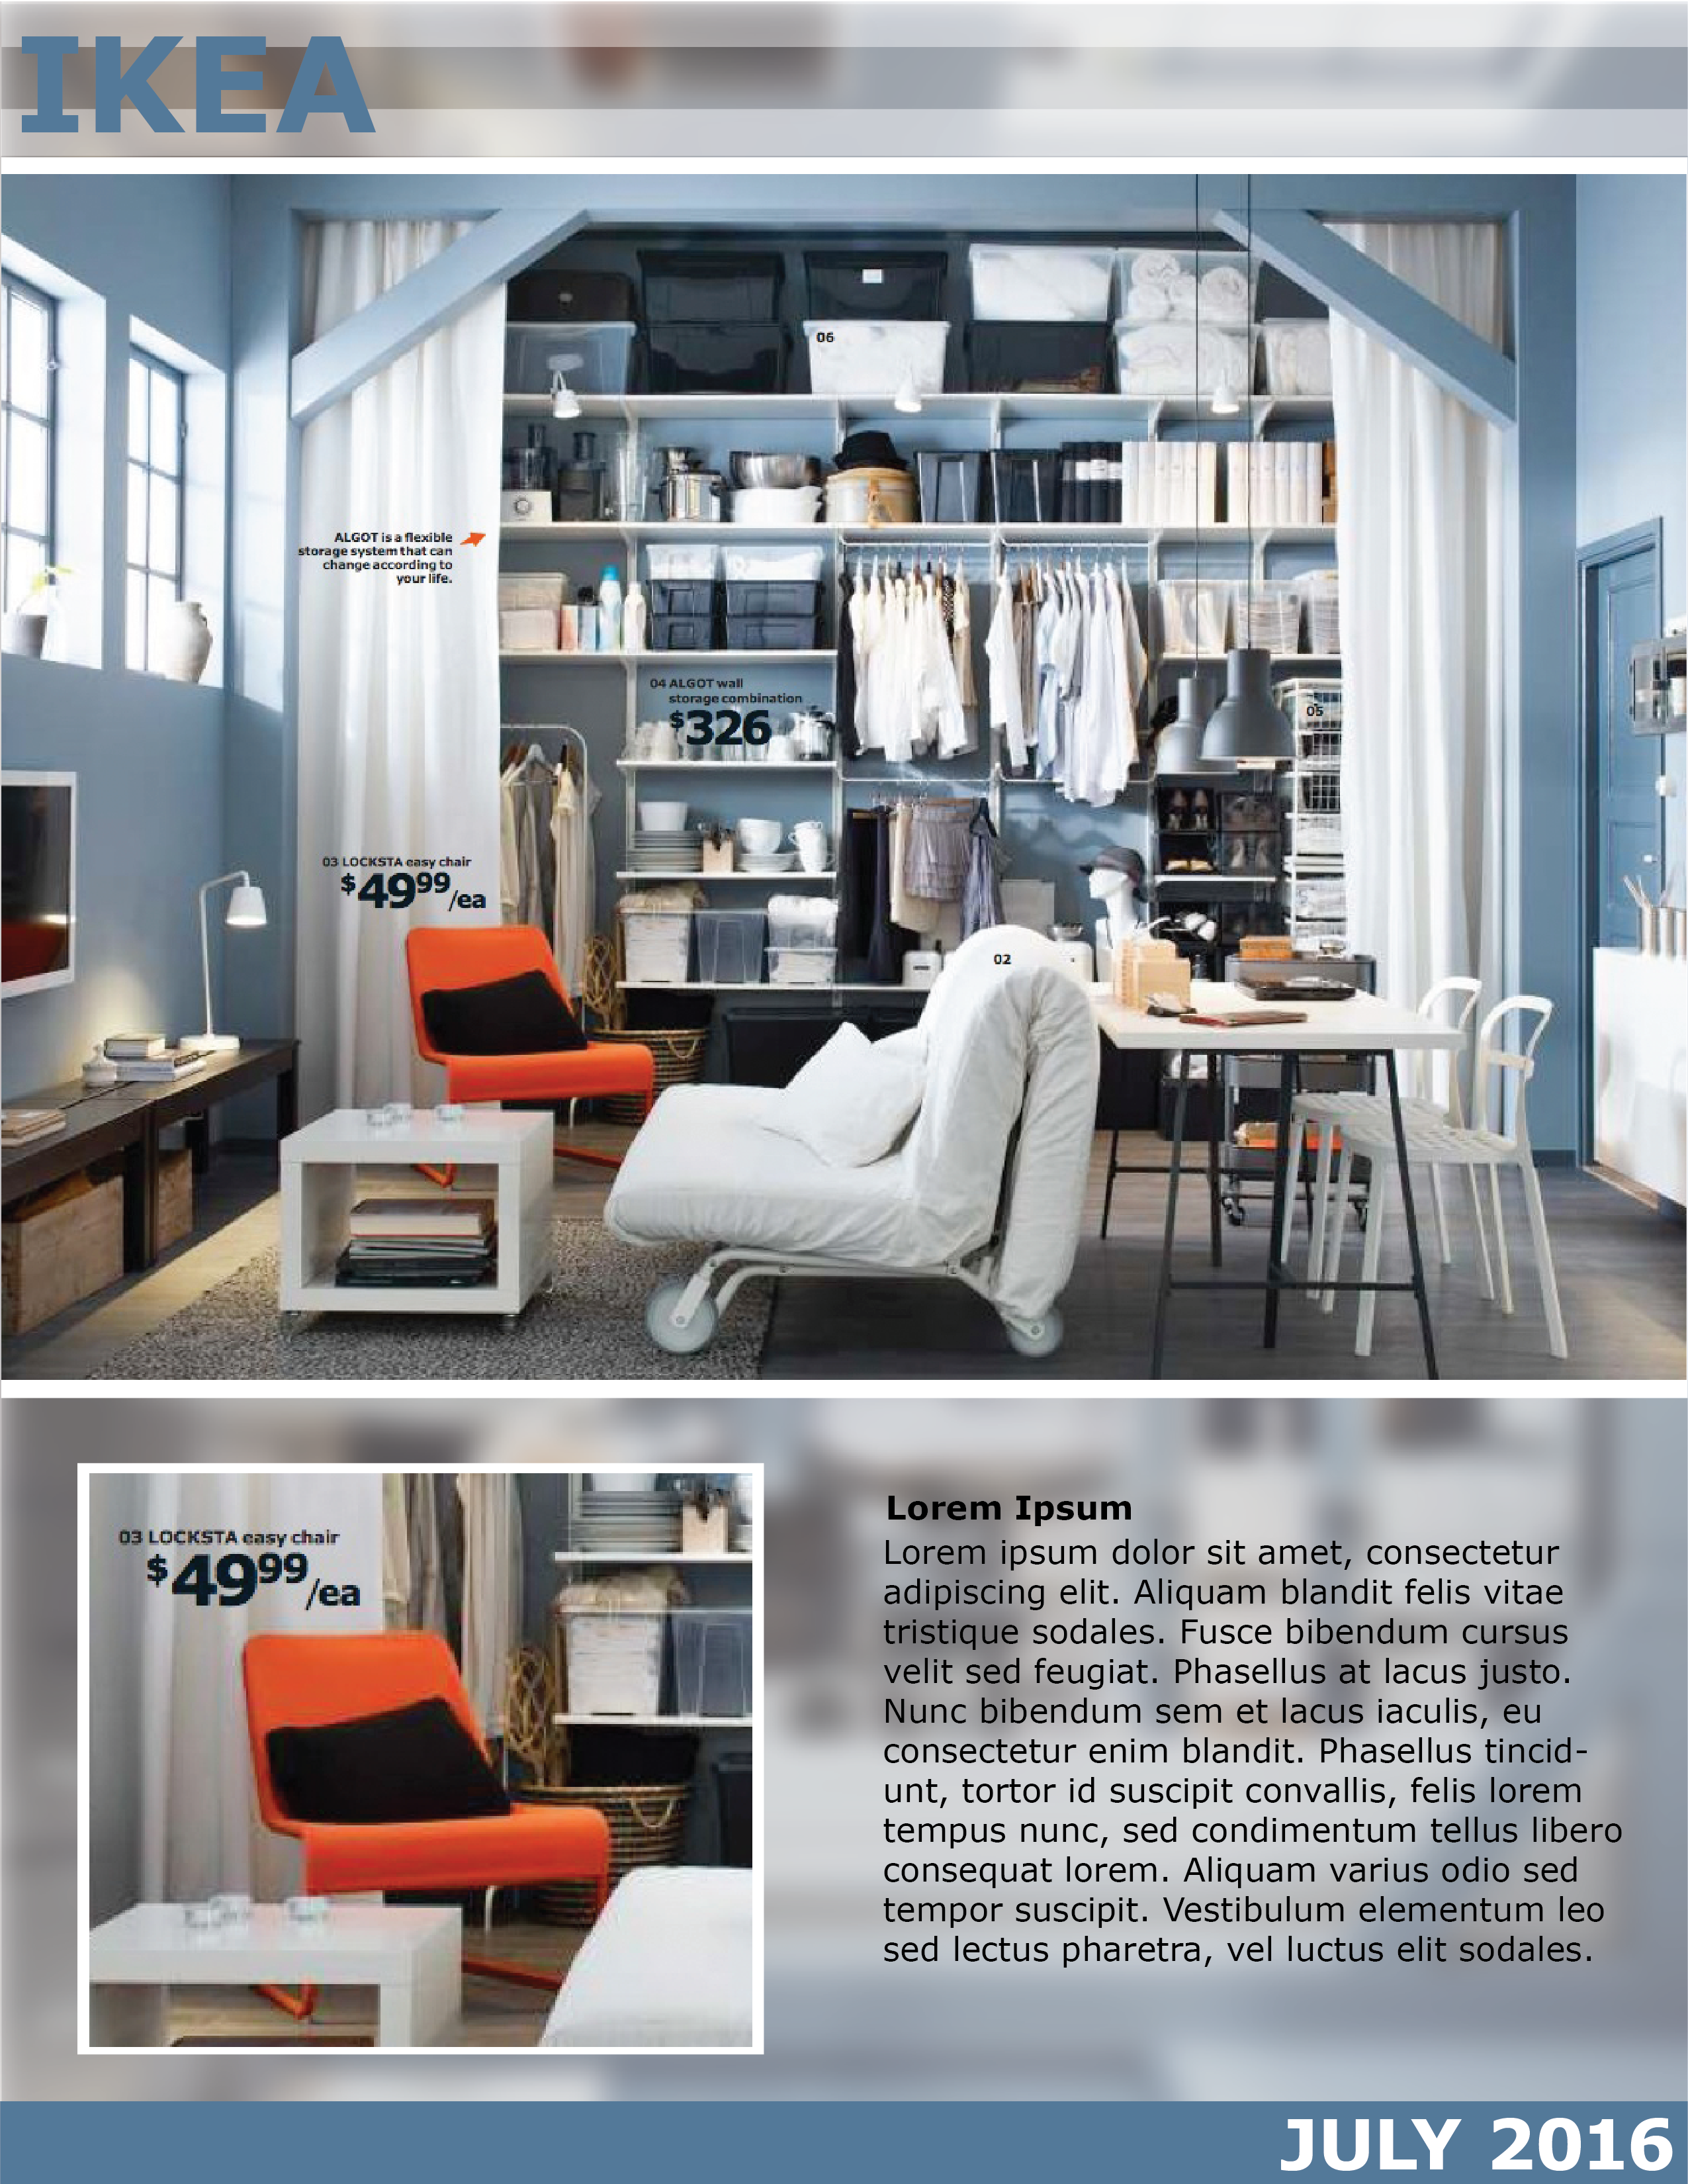 IKEA
06
ALGOT is a flexible
storage system that can
change according to
your life.
04 ALGOT wall
storage combination
$326
05
03 LOCKSTA easy chair
$4999/ea
02
03 LOCKSTA easy chair
$4999/ea
Lorem Ipsum
Lorem ipsum dolor sit amet, consectetur
adipiscing elit. Aliquam blandit felis vitae
tristique sodales. Fusce bibendum cursus
velit sed feugiat. Phasellus at lacus justo.
Nunc bibendum sem et lacus iaculis, eu
consectetur enim blandit. Phasellus tincid-
unt, tortor id suscipit convallis, felis lorem
tempus nunc, sed condimentum tellus libero
consequat lorem. Aliquam varius odio sed
tempor suscipit. Vestibulum elementum leo
sed lectus pharetra, vel luctus elit sodales.
JULY 2016